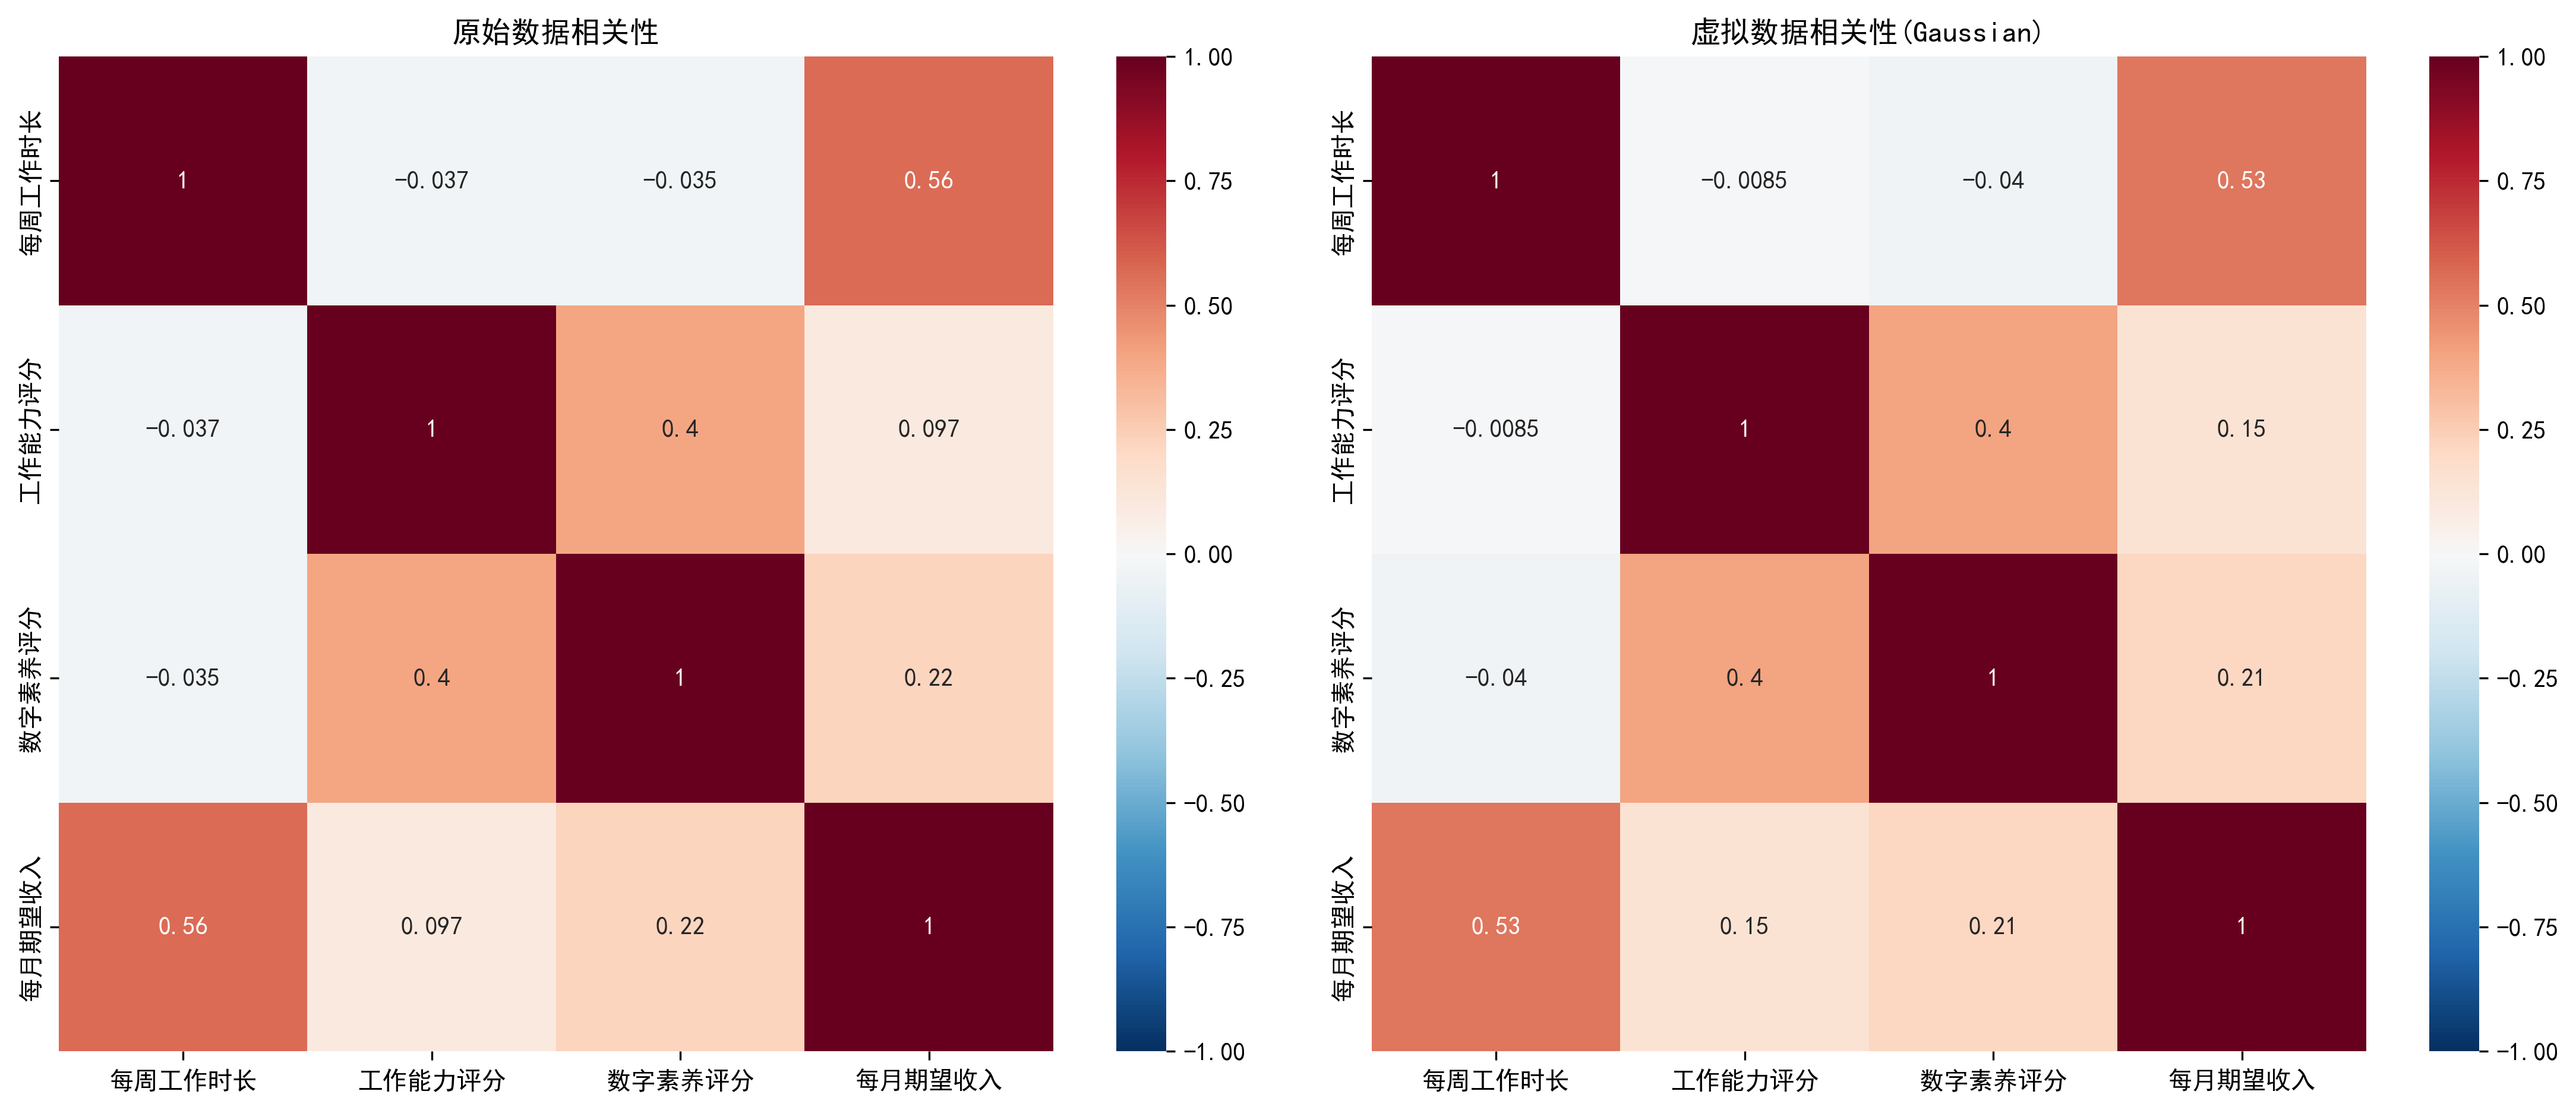 原始数据相关性
每周工作时长 1 -0.037 -0.035 0.56
工作能力评分 -0.037 1 0.4 0.097
数字素养评分 -0.035 0.4 1 0.22
每月期望收入 0.56 0.097 0.22 1
每周工作时长 工作能力评分 数字素养评分 每月期望收入
1.00
0.75
0.50
0.25
0.00
-0.25
-0.50
-0.75
-1.00
虚拟数据相关性(Gaussian)
每周工作时长 1 -0.0085 -0.04 0.53
工作能力评分 -0.0085 1 0.4 0.15
数字素养评分 -0.04 0.4 1 0.21
每月期望收入 0.53 0.15 0.21 1
每周工作时长 工作能力评分 数字素养评分 每月期望收入
1.00
0.75
0.50
0.25
0.00
-0.25
-0.50
-0.75
-1.00